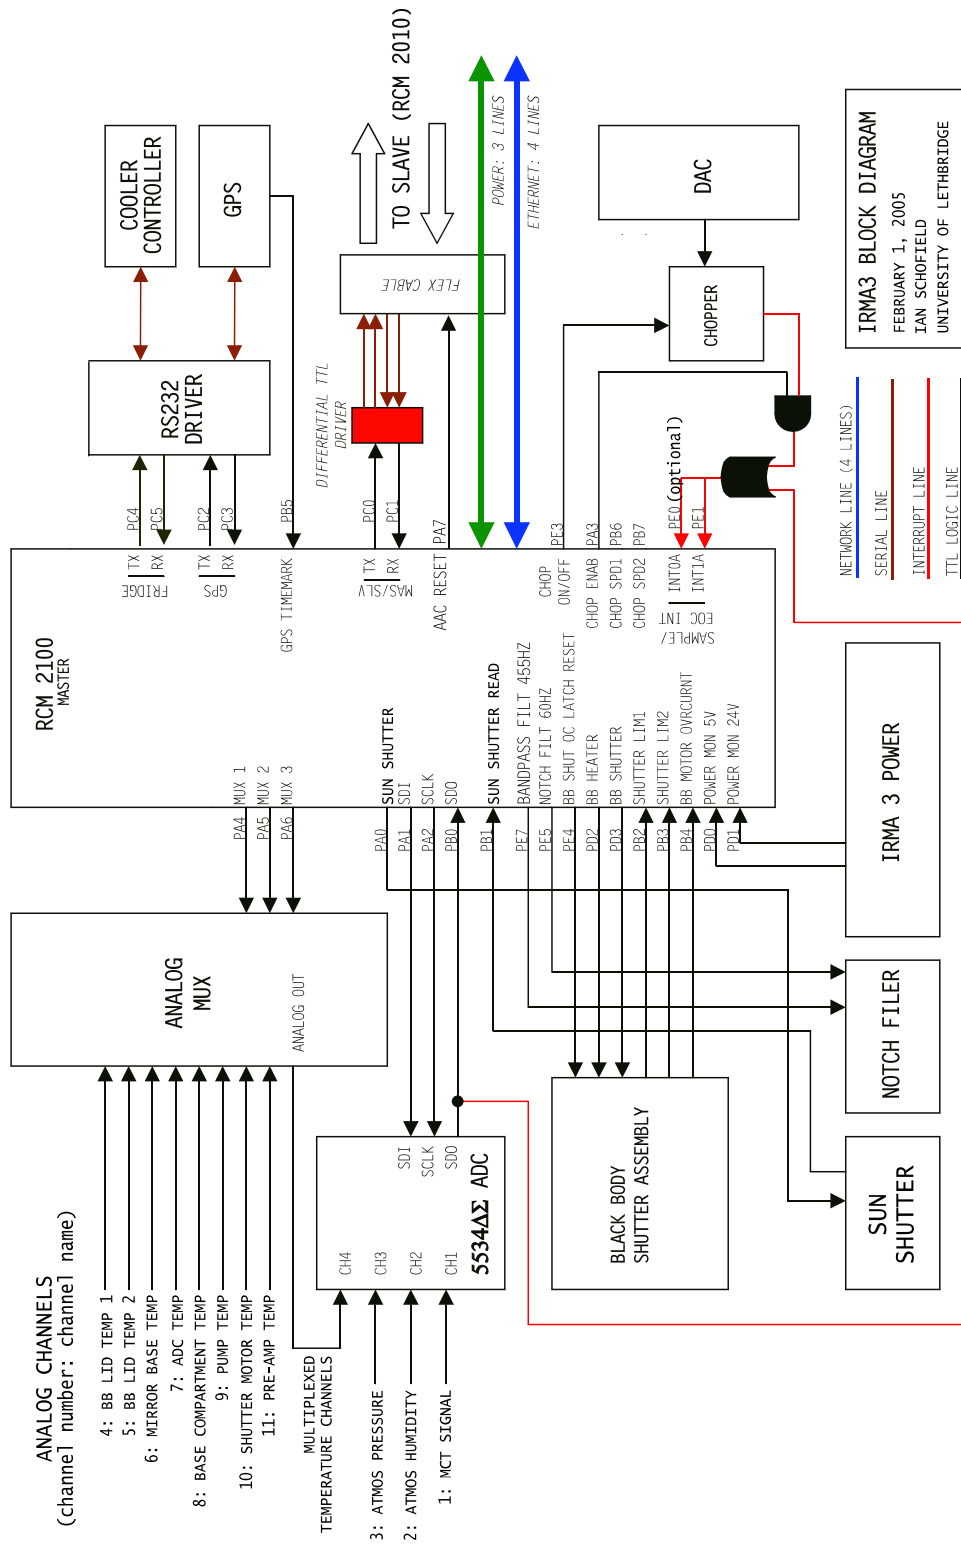 ANALOG CHANNELS
(channel number: channel name)
4: BB LID TEMP 1
5: BB LID TEMP 2
6: MIRROR BASE TEMP
7: ADC TEMP
8: BASE COMPARTMENT TEMP
9: PUMP TEMP
10: SHUTTER MOTOR TEMP
11: PRE-AMP TEMP
MULTIPLEXED
TEMPERATURE CHANNELS
3: ATMOS PRESSURE
2: ATMOS HUMIDITY
1: MCT SIGNAL
ANALOG
MUX
ANALOG OUT
CH4
CH3
CH2
CH1
SDI
SCLK
SDO
5534ΔΣ ADC
BLACK BODY
SHUTTER ASSEMBLY
SUN
SHUTTER
NOTCH FILER
IRMA 3 POWER
PA4
PA5
PA6
PA0
PA1
PA2
PB0
PB1
PE7
PE5
PE4
PD2
PD3
PB2
PB3
PB4
PD0
PD1
RCM 2100
MASTER
MUX 1
MUX 2
MUX 3
SUN SHUTTER
SDI
SCLK
SDO
SUN SHUTTER READ
BANDPASS FILT 455HZ
NOTCH FILT 60HZ
BB SHUT OC LATCH RESET
BB HEATER
BB SHUTTER
SHUTTER LIM1
SHUTTER LIM2
BB MOTOR OVRCURNT
POWER MON 5V
POWER MON 24V
TX
RX
FRIDGE
TX
RX
GPS
GPS TIMEMARK
TX
RX
MAS/SLV
AAC RESET
CHOP
ON/OFF
CHOP ENAB
CHOP SPD1
CHOP SPD2
INT0A
INT1A
SAMPLE/
EOC INT
PC4
PC5
PC2
PC3
PB5
PC0
PC1
PA7
PE3
PA3
PB6
PB7
PE0(optional)
PE1
RS232
DRIVER
COOLER
CONTROLLER
GPS
DIFFERENTIAL TTL
DRIVER
FLEX CABLE
TO SLAVE (RCM 2010)
POWER: 3 LINES
ETHERNET: 4 LINES
DAC
CHOPPER
IRMA3 BLOCK DIAGRAM
FEBRUARY 1, 2005
IAN SCHOFIELD
UNIVERSITY OF LETHBRIDGE
NETWORK LINE (4 LINES)
SERIAL LINE
INTERRUPT LINE
TTL LOGIC LINE